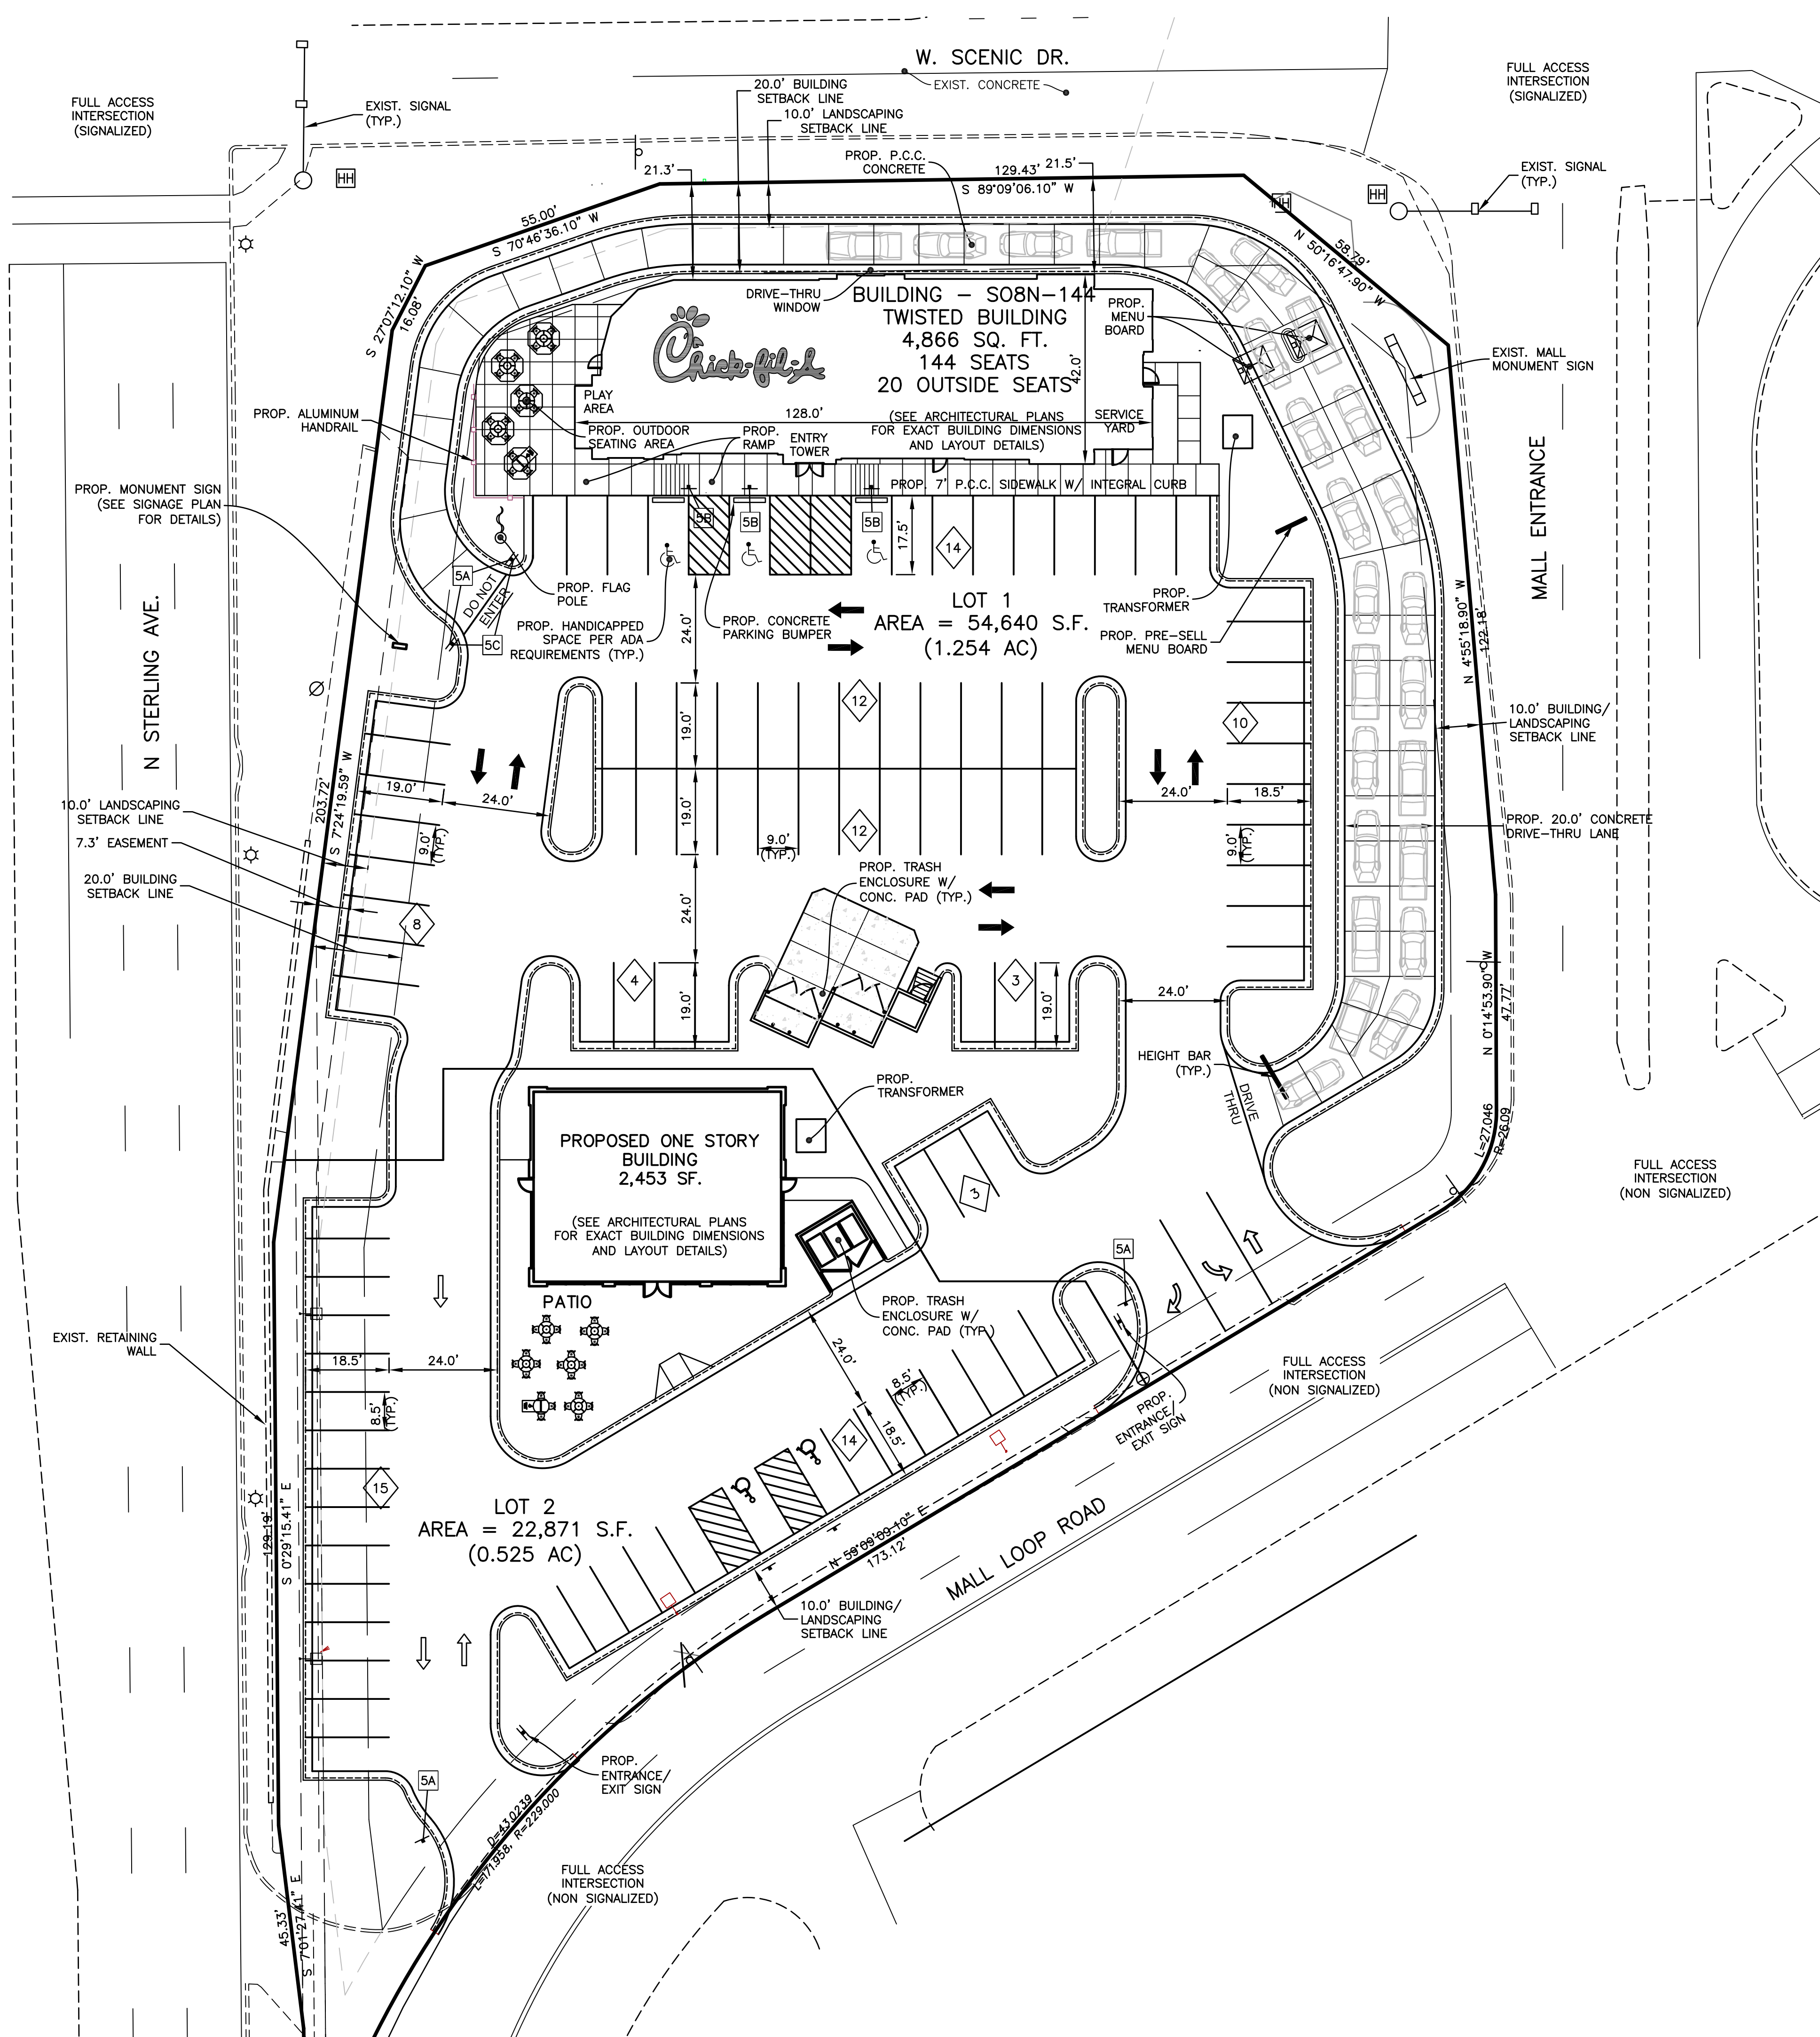 W. SCENIC DR.
EXIST. CONCRETE
FULL ACCESS
INTERSECTION
(SIGNALIZED)
EXIST. SIGNAL
(TYP.)
20.0' BUILDING
SETBACK LINE
10.0' LANDSCAPING
SETBACK LINE
FULL ACCESS
INTERSECTION
(SIGNALIZED)
EXIST. SIGNAL
(TYP.)
HH
HH
HH
PROP. P.C.C.
CONCRETE
21.3'
129.43'
21.5'
S 89°09'06.10" W
55.00'
S 70°46'36.10" W
S 27°07'12.10" W
16.08'
58.79'
N 50°16'47.90" W
DRIVE-THRU
WINDOW
BUILDING – S08N-144
TWISTED BUILDING
4,866 SQ. FT.
144 SEATS
20 OUTSIDE SEATS
Chick-fil-A
42.0'
128.0'
(SEE ARCHITECTURAL PLANS
FOR EXACT BUILDING DIMENSIONS
AND LAYOUT DETAILS)
PROP.
MENU
BOARD
SERVICE
YARD
PLAY
AREA
PROP. OUTDOOR
SEATING AREA
PROP.
RAMP
ENTRY
TOWER
EXIST. MALL
MONUMENT SIGN
PROP. ALUMINUM
HANDRAIL
PROP. MONUMENT SIGN
(SEE SIGNAGE PLAN
FOR DETAILS)
PROP. 7' P.C.C. SIDEWALK W/ INTEGRAL CURB
5B
5B
5B
17.5'
14
5A
DO NOT
ENTER
5C
PROP. FLAG
POLE
PROP. HANDICAPPED
SPACE PER ADA
REQUIREMENTS (TYP.)
24.0'
PROP. CONCRETE
PARKING BUMPER
LOT 1
AREA = 54,640 S.F.
(1.254 AC)
PROP.
TRANSFORMER
PROP. PRE-SELL
MENU BOARD
MALL ENTRANCE
N STERLING AVE.
N 4°55'18.90" W
122.18'
12
19.0'
19.0'
12
9.0'
(TYP.)
10
10.0' BUILDING/
LANDSCAPING
SETBACK LINE
PROP. 20.0' CONCRETE
DRIVE-THRU LANE
203.72'
S 7°24'19.59" W
19.0'
24.0'
9.0'
(TYP.)
24.0'
18.5'
9.0'
(TYP.)
10.0' LANDSCAPING
SETBACK LINE
7.3' EASEMENT
20.0' BUILDING
SETBACK LINE
8
24.0'
PROP. TRASH
ENCLOSURE W/
CONC. PAD (TYP.)
4
19.0'
3
19.0'
24.0'
N 0°14'53.90" W
47.77'
HEIGHT BAR
(TYP.)
DRIVE
THRU
L=27.046
R=26.09
FULL ACCESS
INTERSECTION
(NON SIGNALIZED)
PROP.
TRANSFORMER
PROPOSED ONE STORY
BUILDING
2,453 SF.
(SEE ARCHITECTURAL PLANS
FOR EXACT BUILDING DIMENSIONS
AND LAYOUT DETAILS)
3
5A
PATIO
PROP. TRASH
ENCLOSURE W/
CONC. PAD (TYP.)
EXIST. RETAINING
WALL
18.5'
24.0'
8.5'
(TYP.)
24.0'
8.5'
(TYP.)
18.5'
14
PROP.
ENTRANCE/
EXIT SIGN
FULL ACCESS
INTERSECTION
(NON SIGNALIZED)
15
129.19'
S 0°29'15.41" E
LOT 2
AREA = 22,871 S.F.
(0.525 AC)
N 59°09'09.10" E
173.12'
MALL LOOP ROAD
10.0' BUILDING/
LANDSCAPING
SETBACK LINE
PROP.
ENTRANCE/
EXIT SIGN
5A
D=43.0239
L=171.958, R=229.000
FULL ACCESS
INTERSECTION
(NON SIGNALIZED)
45.33'
S 7°01'27.41" E